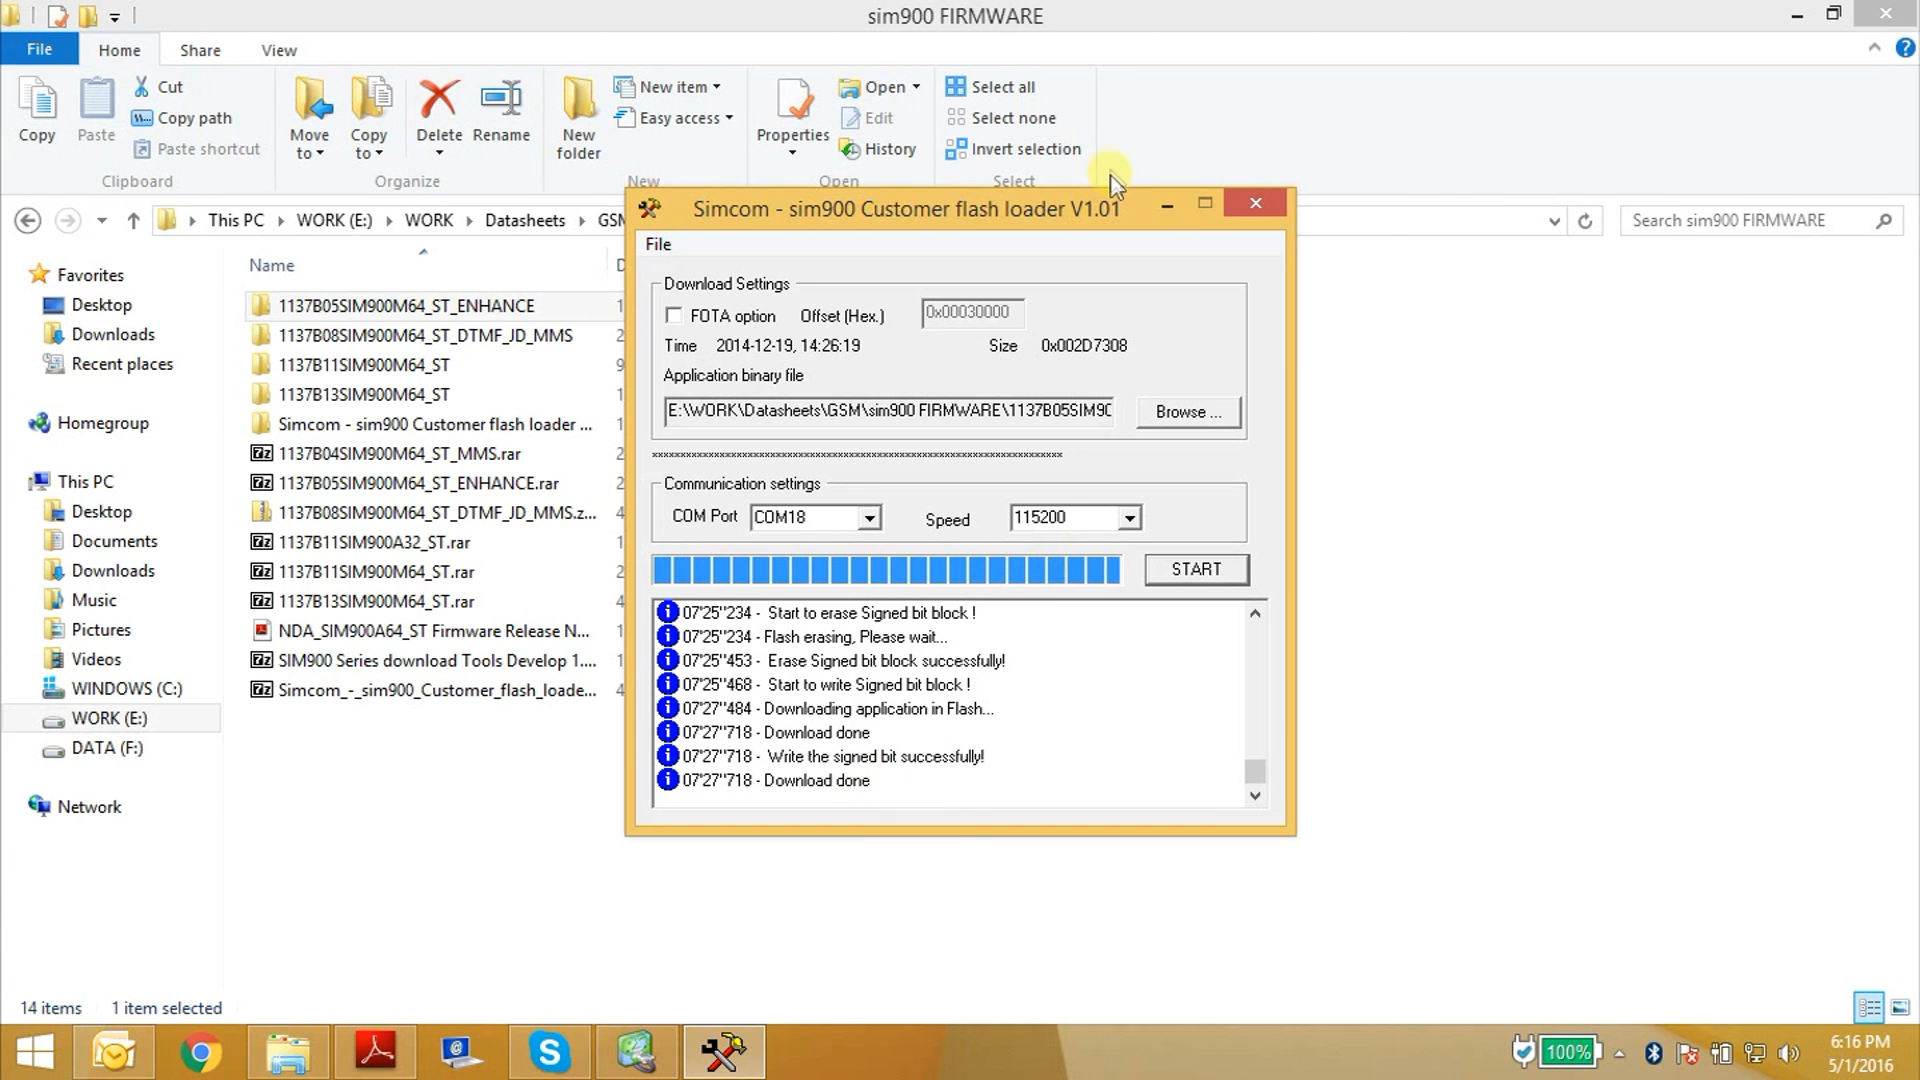 sim900 FIRMWARE
File
Home
Share
View
Copy
Paste
Cut
Copy path
Paste shortcut
Clipboard
Move to
Copy to
Delete
Rename
Organize
New folder
New item
Easy access
New
Properties
Open
Edit
History
Open
Select all
Select none
Invert selection
Select
This PC
WORK (E:)
WORK
Datasheets
Search sim900 FIRMWARE
Favorites
Desktop
Downloads
Recent places
Homegroup
This PC
Desktop
Documents
Downloads
Music
Pictures
Videos
WINDOWS (C:)
WORK (E:)
DATA (F:)
Network
Name
1137B05SIM900M64_ST_ENHANCE
1137B08SIM900M64_ST_DTMF_JD_MMS
1137B11SIM900M64_ST
1137B13SIM900M64_ST
Simcom - sim900 Customer flash loader ...
1137B04SIM900M64_ST_MMS.rar
1137B05SIM900M64_ST_ENHANCE.rar
1137B08SIM900M64_ST_DTMF_JD_MMS.z...
1137B11SIM900A32_ST.rar
1137B11SIM900M64_ST.rar
1137B13SIM900M64_ST.rar
NDA_SIM900A64_ST Firmware Release N...
SIM900 Series download Tools Develop 1....
Simcom_-_sim900_Customer_flash_loade...
Simcom - sim900 Customer flash loader V1.01
File
Download Settings
FOTA option Offset (Hex.) 0x00030000
Time 2014-12-19, 14:26:19 Size 0x002D7308
Application binary file
E:\WORK\Datasheets\GSM\sim900 FIRMWARE\1137B05SIM90
Browse ...
Communication settings
COM Port COM18 Speed 115200
START
07'25''234 - Start to erase Signed bit block !
07'25''234 - Flash erasing, Please wait...
07'25''453 - Erase Signed bit block successfully!
07'25''468 - Start to write Signed bit block !
07'27''484 - Downloading application in Flash...
07'27''718 - Download done
07'27''718 - Write the signed bit successfully!
07'27''718 - Download done
14 items 1 item selected
100%
6:16 PM
5/1/2016